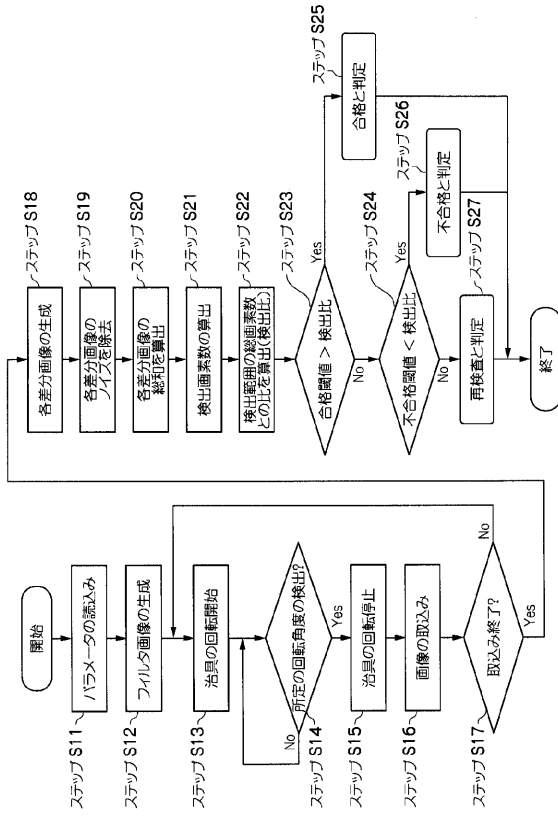 開始
ステップ S11
パラメータの読込み
ステップ S12
フィルタ画像の生成
ステップ S13
治具の回転開始
所定の回転角度の検出?
No
ステップ S14
Yes
ステップ S15
治具の回転停止
ステップ S16
画像の取込み
取込み終了?
No
ステップ S17
Yes
各差分画像の生成
ステップ S18
各差分画像の
ノイズを除去
ステップ S19
各差分画像の
総和を算出
ステップ S20
検出画素数の算出
ステップ S21
検出範囲の総画素数
との比を算出(検出比)
ステップ S22
合格閾値 > 検出比
ステップ S23
Yes
No
不合格閾値 < 検出比
ステップ S24
Yes
No
ステップ S25
合格と判定
ステップ S26
不合格と判定
ステップ S27
再検査と判定
終了